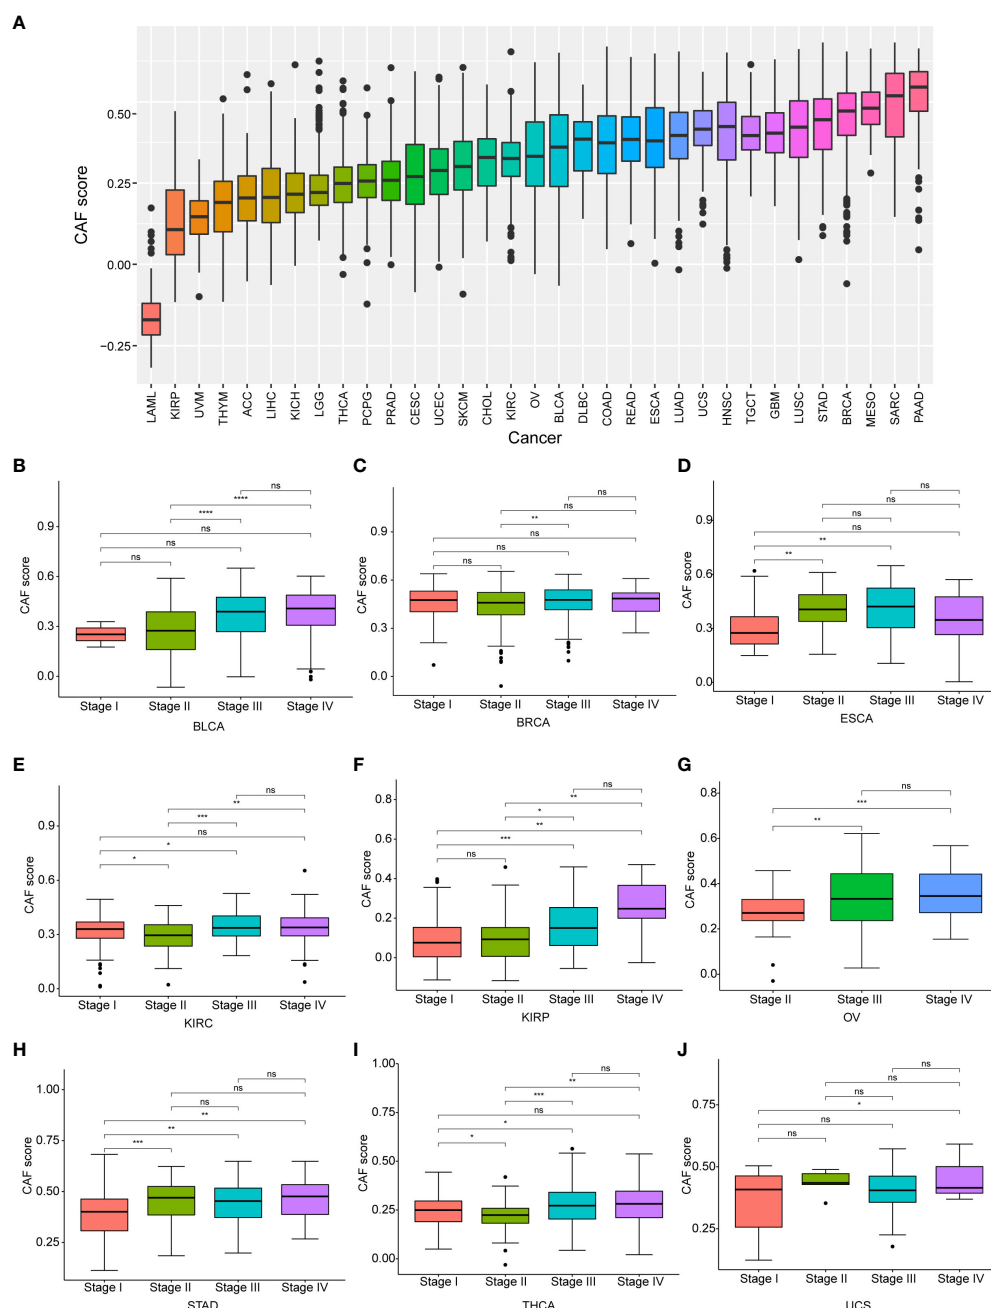 A
CAF score
0.50
0.25
0.00
−0.25
LAML KIRP UVM THYM ACC LIHC KICH LGG THCA PCPG PRAD CESC UCEC SKCM CHOL KIRC OV BLCA DLBC COAD READ ESCA LUAD UCS HNSC TGCT GBM LUSC STAD BRCA MESO SARC PAAD
Cancer
B
CAF score
0.9
0.6
0.3
0.0
ns
****
****
ns
ns
ns
Stage I Stage II Stage III Stage IV
BLCA
C
CAF score
0.9
0.6
0.3
0.0
ns
ns
**
ns
ns
ns
Stage I Stage II Stage III Stage IV
BRCA
D
CAF score
0.9
0.6
0.3
0.0
ns
ns
ns
ns
**
**
Stage I Stage II Stage III Stage IV
ESCA
E
CAF score
0.9
0.6
0.3
0.0
ns
**
***
ns
*
*
Stage I Stage II Stage III Stage IV
KIRC
F
CAF score
0.8
0.6
0.4
0.2
0.0
ns
**
*
**
***
ns
Stage I Stage II Stage III Stage IV
KIRP
G
CAF score
0.8
0.6
0.4
0.2
0.0
ns
***
**
Stage II Stage III Stage IV
OV
H
CAF score
1.00
0.75
0.50
0.25
ns
ns
ns
**
**
***
Stage I Stage II Stage III Stage IV
STAD
I
CAF score
1.00
0.75
0.50
0.25
0.00
ns
**
***
ns
*
*
Stage I Stage II Stage III Stage IV
THCA
J
CAF score
0.75
0.50
0.25
ns
ns
ns
*
ns
ns
Stage I Stage II Stage III Stage IV
UCS